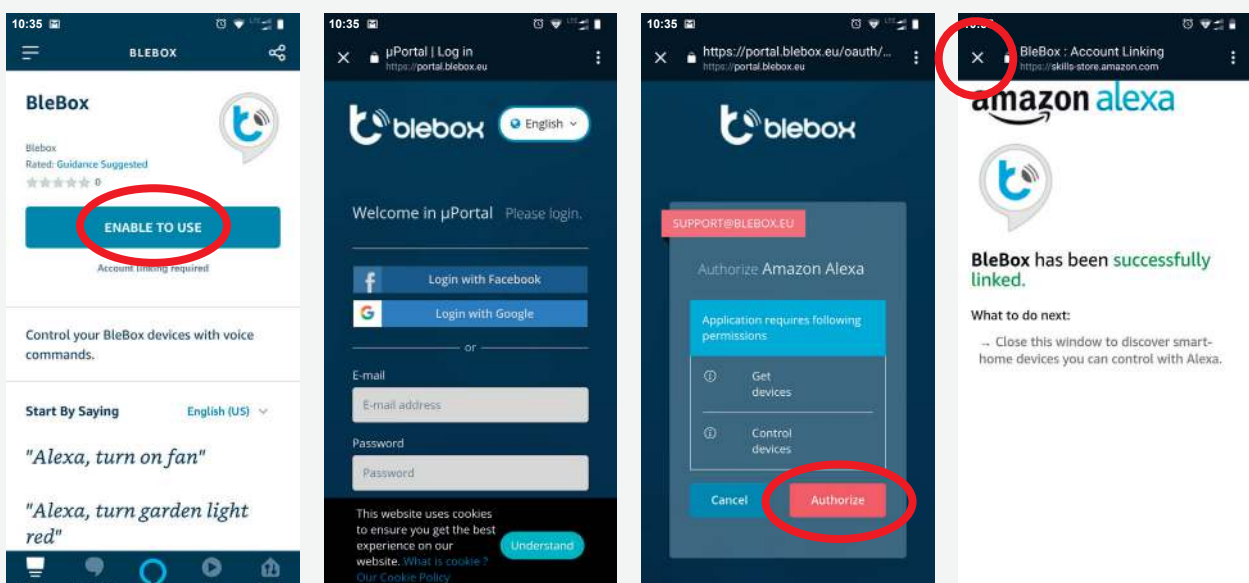 10:35
BLEBOX
BleBox
Blebox
Rated: Guidance Suggested
0
ENABLE TO USE
Account linking required
Control your BleBox devices with voice
commands.
Start By Saying English (US)
"Alexa, turn on fan"
"Alexa, turn garden light
red"
10:35
µPortal | Log in
https://portal.blebox.eu
blebox
English
Welcome in µPortal Please login.
f Login with Facebook
G Login with Google
or
E-mail
E-mail address
Password
Password
This website uses cookies
to ensure you get the best
experience on our
website. What is cookie ?
Our Cookie Policy
Understand
10:35
https://portal.blebox.eu/oauth/...
https://portal.blebox.eu
blebox
SUPPORT@BLEBOX.EU
Authorize Amazon Alexa
Application requires following
permissions
Get
devices
Control
devices
Cancel Authorize
BleBox : Account Linking
https://skills-store.amazon.com
amazon alexa
BleBox has been successfully
linked.
What to do next:
→ Close this window to discover smart-
home devices you can control with Alexa.